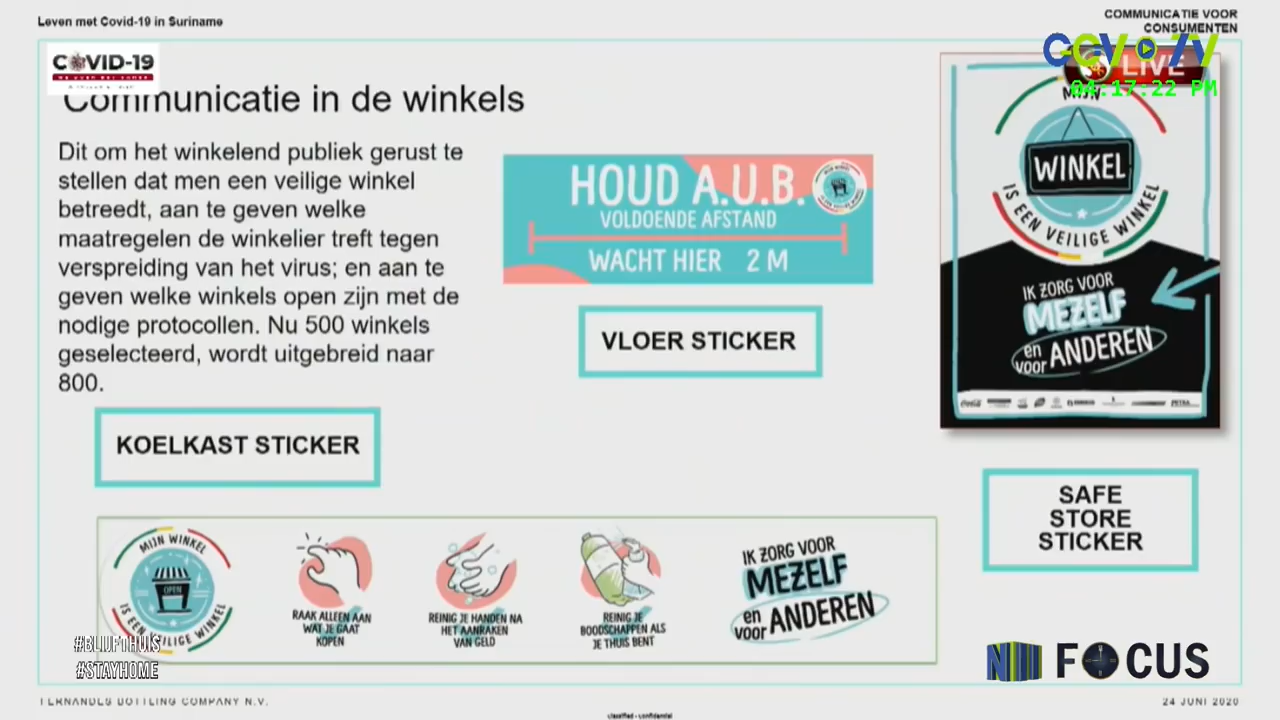 Leven met Covid-19 in Suriname
COMMUNICATIE VOOR
CONSUMENTEN
COVID-19
LIVE
04:17:22 PM
Communicatie in de winkels
Dit om het winkelend publiek gerust te
stellen dat men een veilige winkel
betreedt, aan te geven welke
maatregelen de winkelier treft tegen
verspreiding van het virus; en aan te
geven welke winkels open zijn met de
nodige protocollen. Nu 500 winkels
geselecteerd, wordt uitgebreid naar
800.
HOUD A.U.B.
VOLDOENDE AFSTAND
WACHT HIER 2 M
VLOER STICKER
MIJN
WINKEL
IS EEN VEILIGE WINKEL
IK ZORG VOOR
MEZELF
en
voor ANDEREN
KOELKAST STICKER
SAFE
STORE
STICKER
MIJN WINKEL
OPEN
IS EEN VEILIGE WINKEL
RAAK ALLEEN AAN
WAT JE GAAT
KOPEN
REINIG JE HANDEN NA
HET AANRAKEN
VAN GELD
REINIG JE
BOODSCHAPPEN ALS
JE THUIS BENT
IK ZORG VOOR
MEZELF
en
voor ANDEREN
#BLIJFTHUIS
#STAYHOME
FOCUS
FERNANDES BOTTLING COMPANY N.V.
24 JUNI 2020
classified - confidential